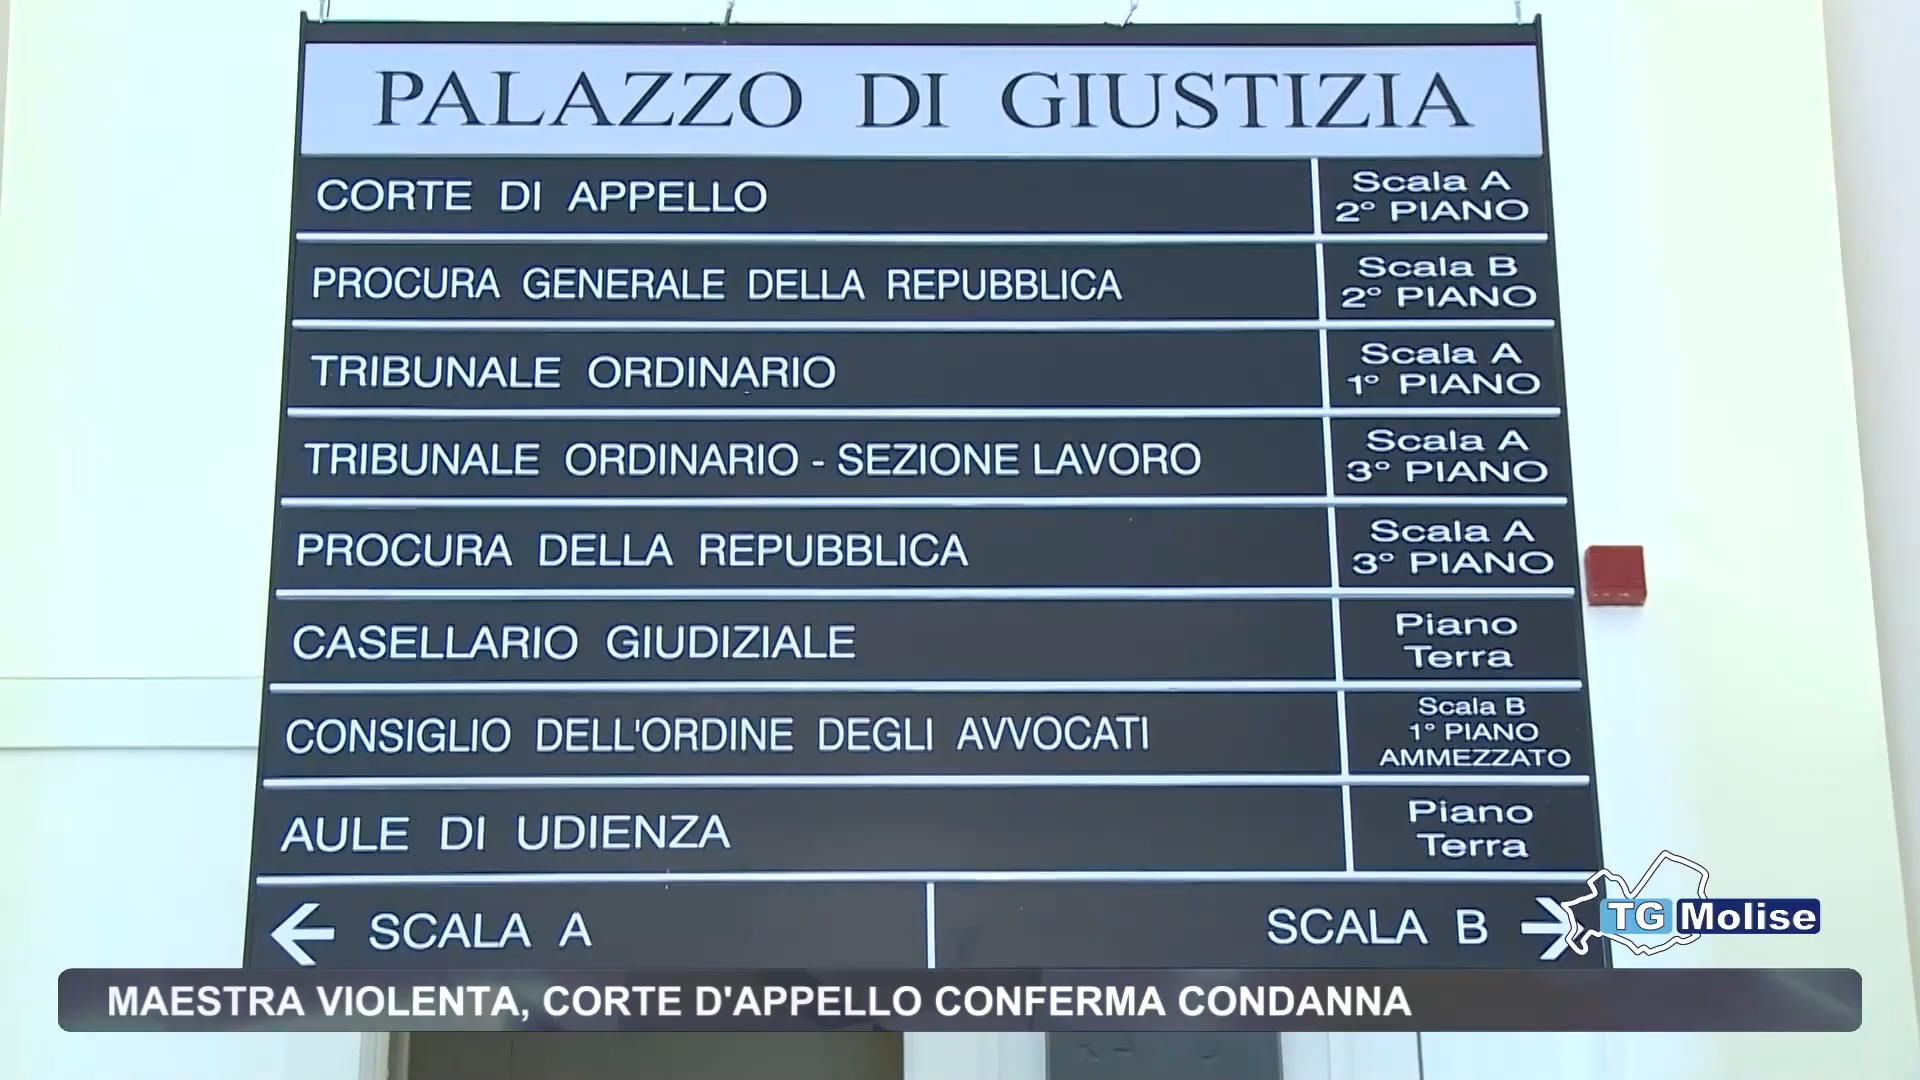 PALAZZO DI GIUSTIZIA
CORTE DI APPELLO
Scala A
2° PIANO
PROCURA GENERALE DELLA REPUBBLICA
Scala B
2° PIANO
TRIBUNALE ORDINARIO
Scala A
1° PIANO
TRIBUNALE ORDINARIO - SEZIONE LAVORO
Scala A
3° PIANO
PROCURA DELLA REPUBBLICA
Scala A
3° PIANO
CASELLARIO GIUDIZIALE
Piano
Terra
CONSIGLIO DELL'ORDINE DEGLI AVVOCATI
Scala B
1° PIANO
AMMEZZATO
AULE DI UDIENZA
Piano
Terra
← SCALA A
SCALA B →
TG Molise
MAESTRA VIOLENTA, CORTE D'APPELLO CONFERMA CONDANNA